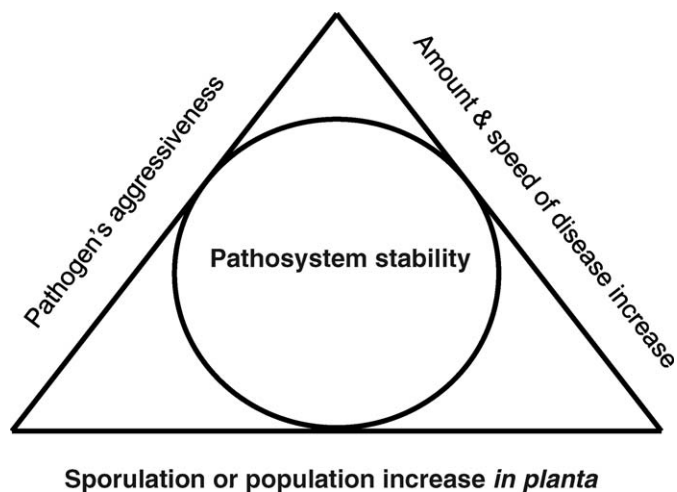 Pathogen's aggressiveness
Amount & speed of disease increase
Pathosystem stability
Sporulation or population increase in planta